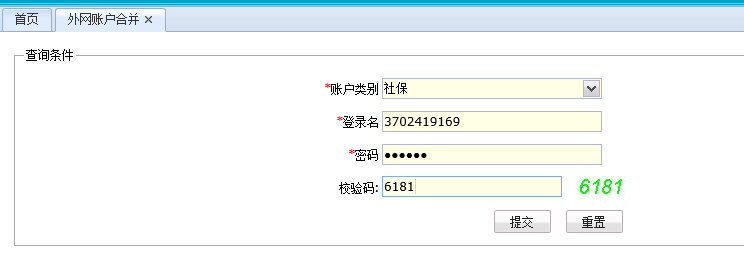 首页 外网账户合并
查询条件
*账户类别 社保
*登录名 3702419169
*密码 ●●●●●●
校验码: 6181 6181
提交 重置